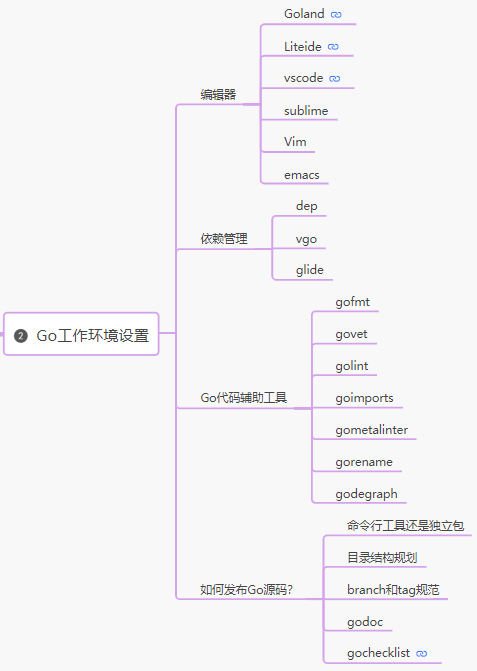 Goland
Liteide
vscode
编辑器
sublime
Vim
emacs
dep
依赖管理
vgo
glide
gofmt
govet
❷ Go工作环境设置
golint
Go代码辅助工具
goimports
gometalinter
gorename
godegraph
命令行工具还是独立包
目录结构规划
如何发布Go源码?
branch和tag规范
godoc
gochecklist